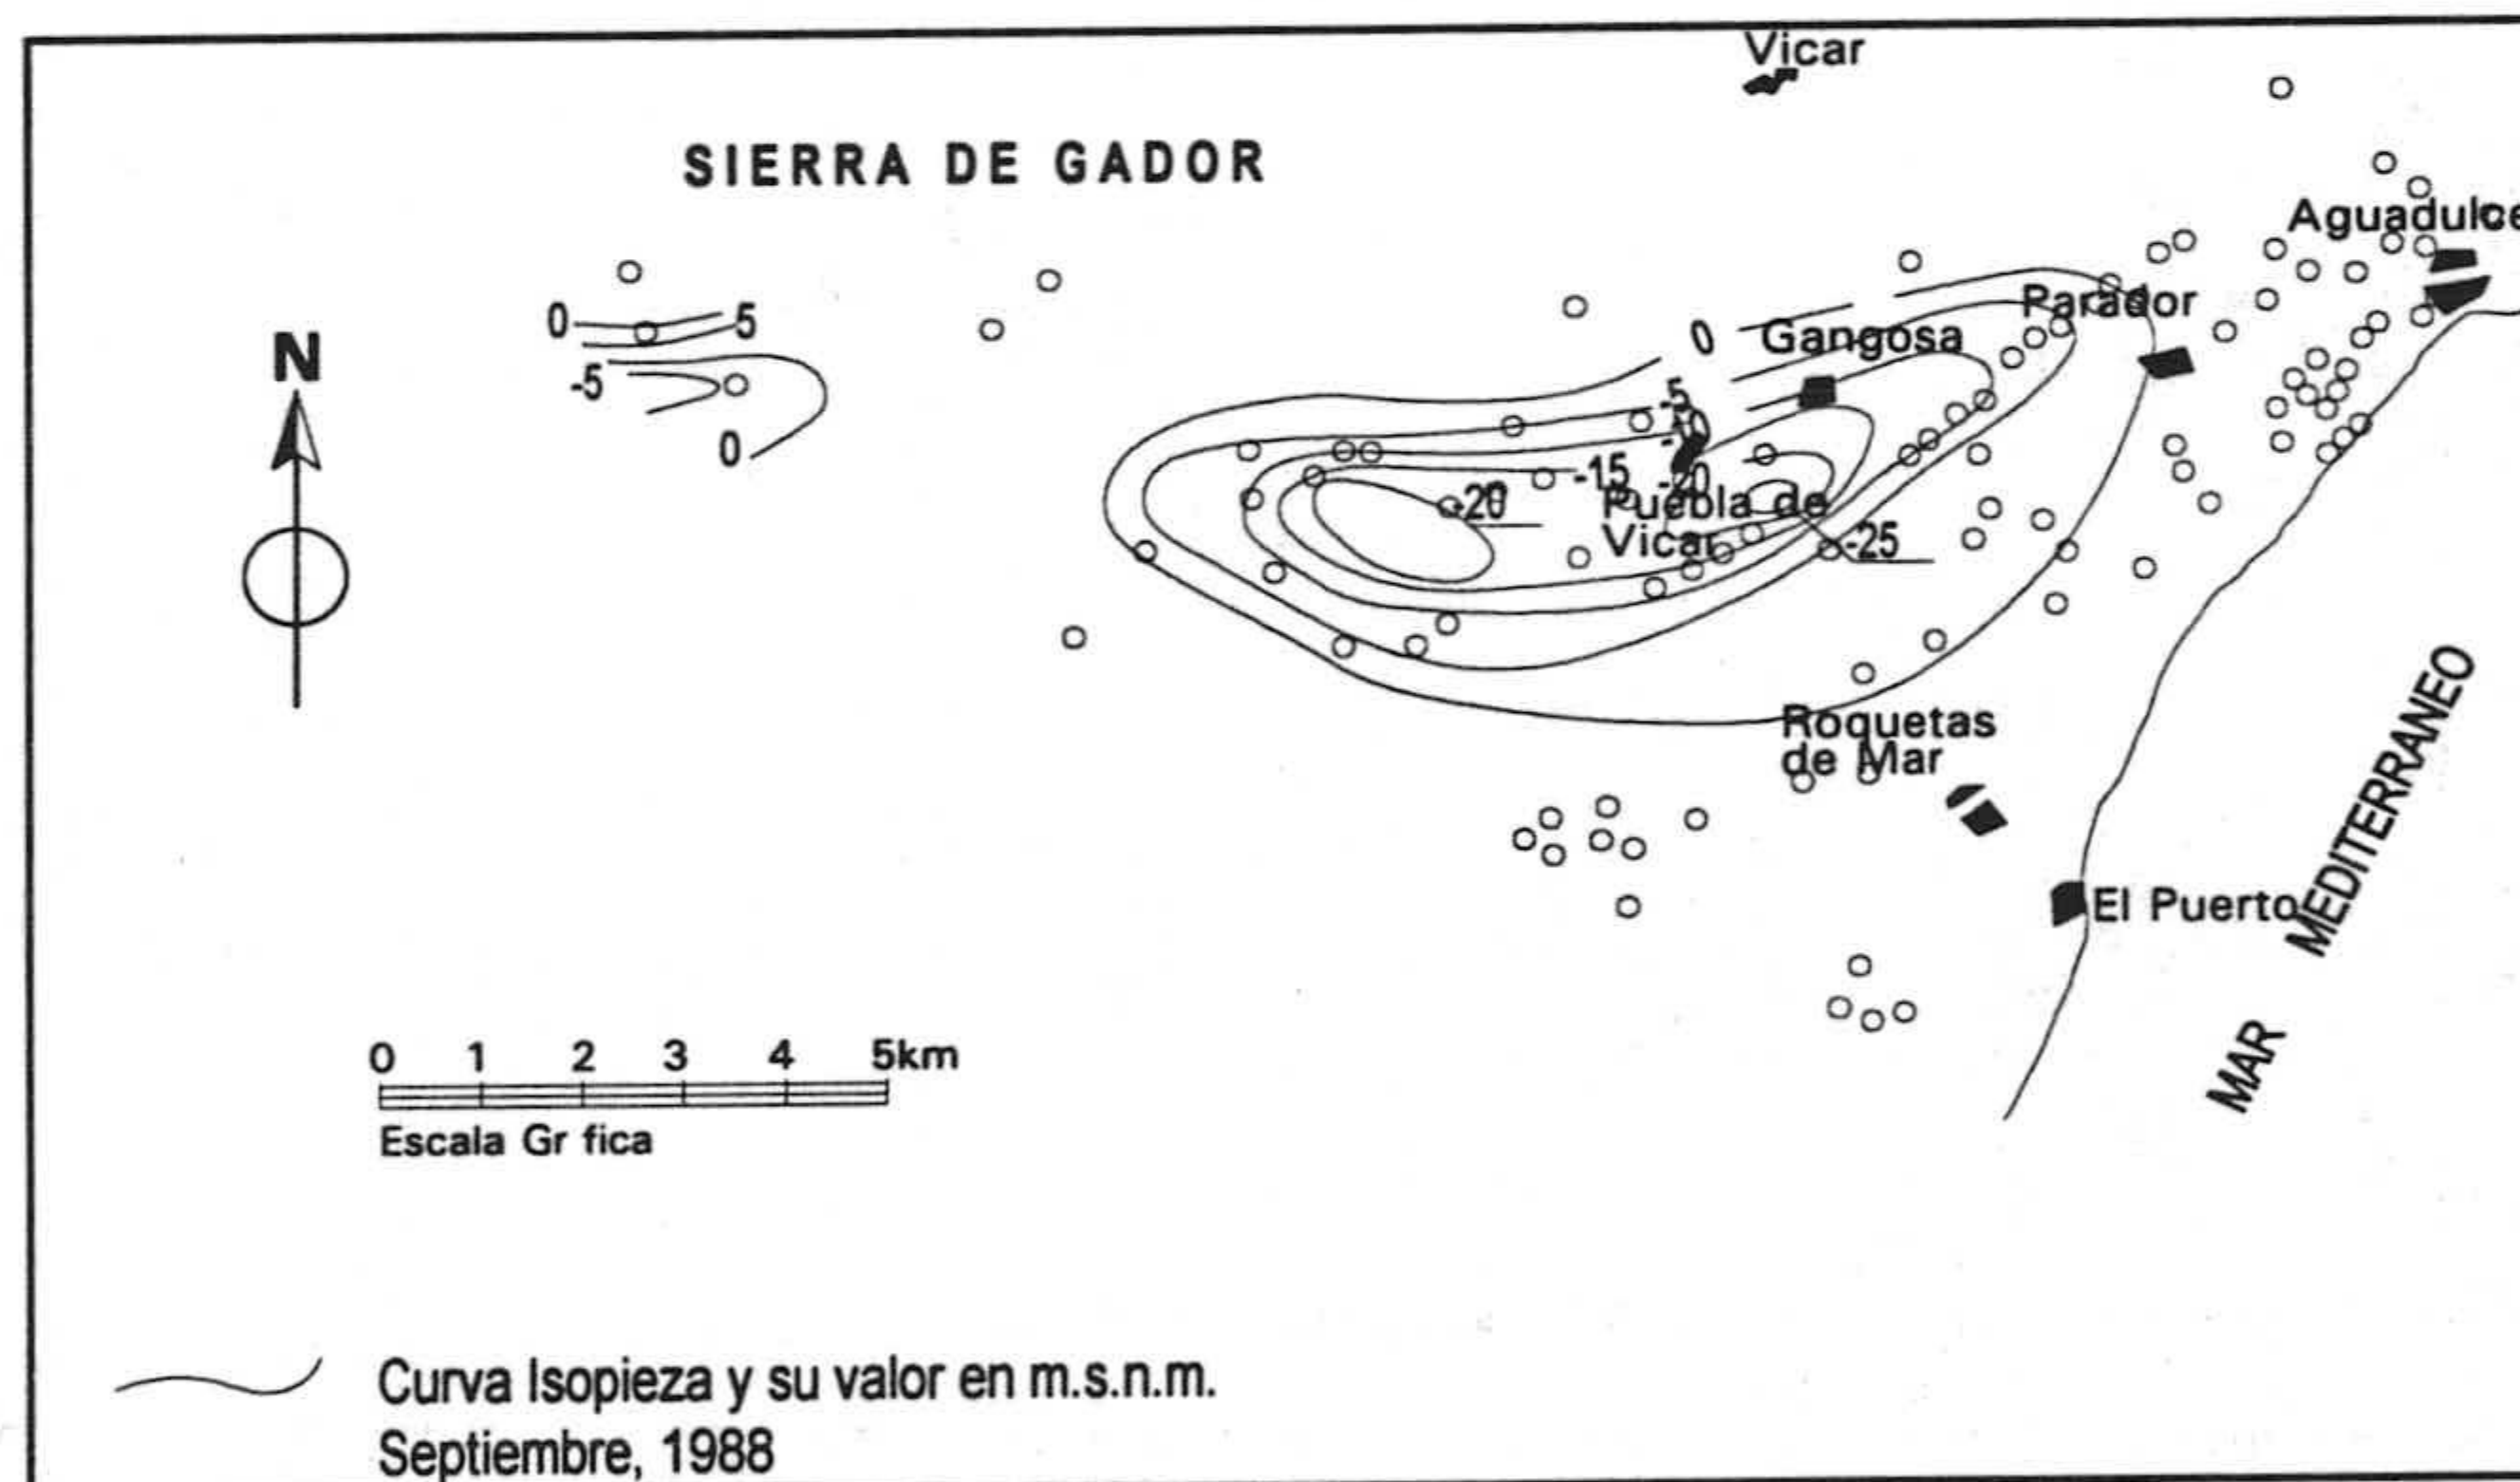 Vicar
SIERRA DE GADOR
Aguadulce
0
5
-5
0
N
0
Gangosa
Parador
-5
-10
-15
-20
-20
Puebla de
Vicar
-25
Roquetas
de Mar
El Puerto
MAR MEDITERRANEO
0 1 2 3 4 5km
Escala Gr fica
Curva Isopieza y su valor en m.s.n.m.
Septiembre, 1988